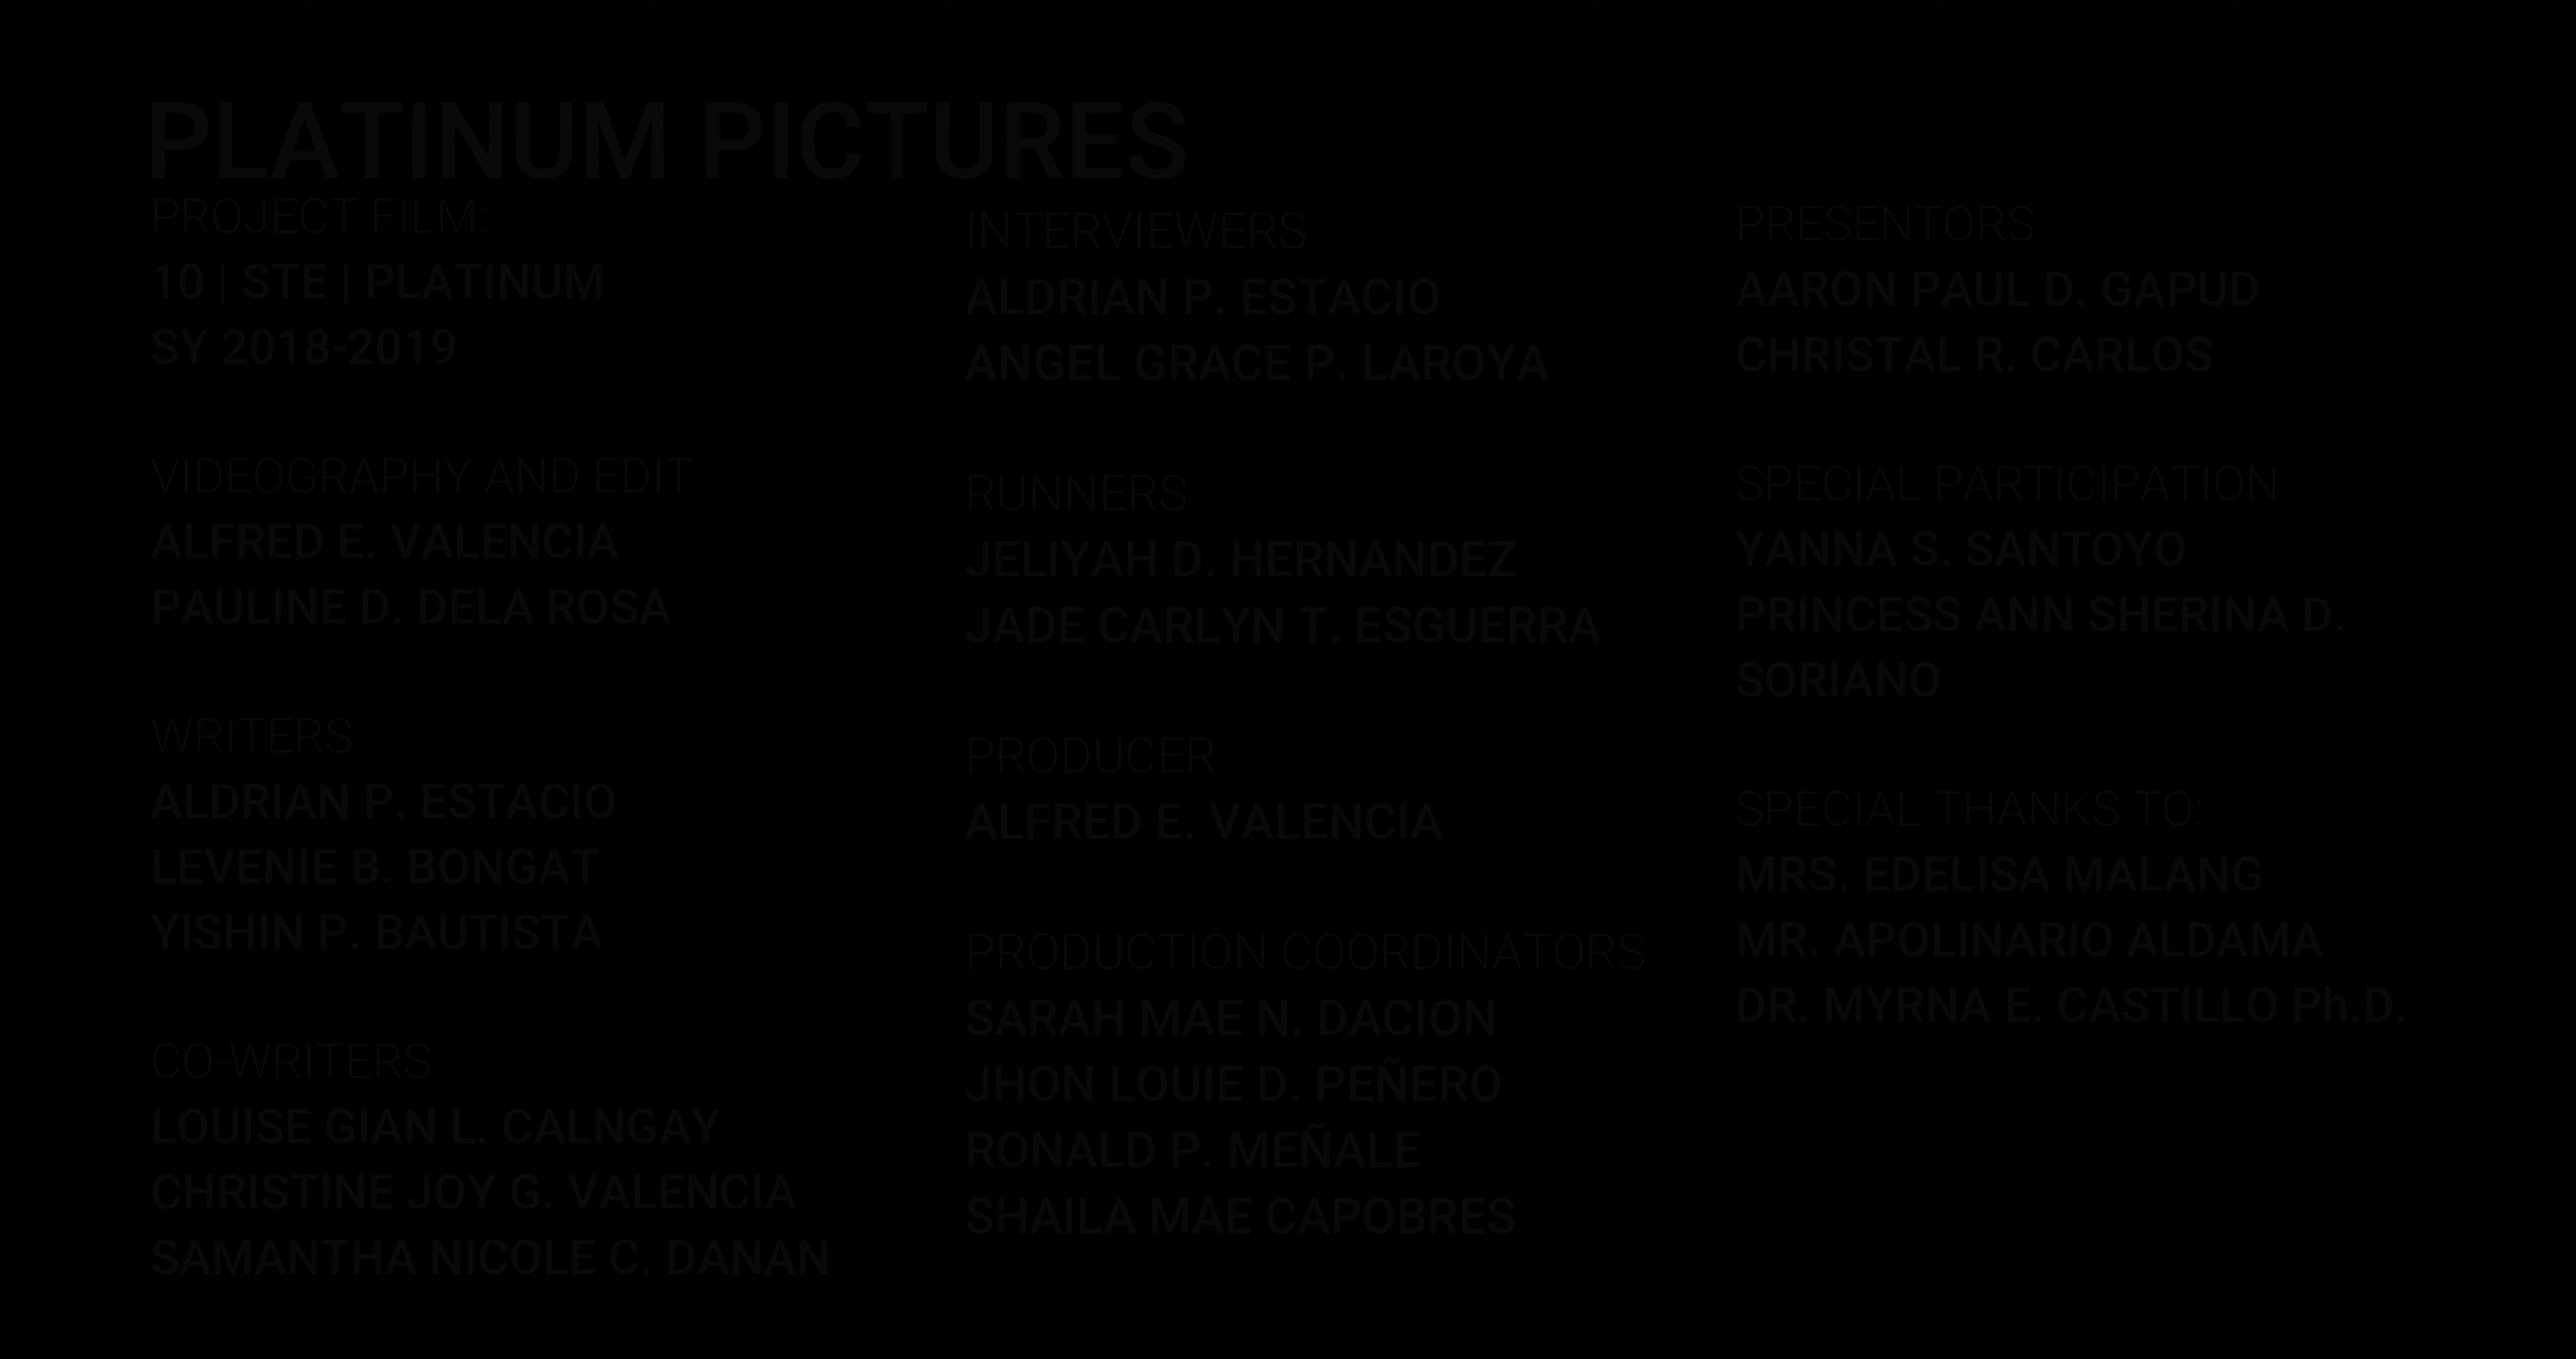 PLATINUM PICTURES
PROJECT FILM:
10 | STE | PLATINUM
SY 2018-2019
VIDEOGRAPHY AND EDIT
ALFRED E. VALENCIA
PAULINE D. DELA ROSA
WRITERS
ALDRIAN P. ESTACIO
LEVENIE B. BONGAT
YISHIN P. BAUTISTA
CO-WRITERS
LOUISE GIAN L. CALNGAY
CHRISTINE JOY G. VALENCIA
SAMANTHA NICOLE C. DANAN
INTERVIEWERS
ALDRIAN P. ESTACIO
ANGEL GRACE P. LAROYA
RUNNERS
JELIYAH D. HERNANDEZ
JADE CARLYN T. ESGUERRA
PRODUCER
ALFRED E. VALENCIA
PRODUCTION COORDINATORS
SARAH MAE N. DACION
JHON LOUIE D. PEÑERO
RONALD P. MEÑALE
SHAILA MAE CAPOBRES
PRESENTORS
AARON PAUL D. GAPUD
CHRISTAL R. CARLOS
SPECIAL PARTICIPATION
YANNA S. SANTOYO
PRINCESS ANN SHERINA D.
SORIANO
SPECIAL THANKS TO:
MRS. EDELISA MALANG
MR. APOLINARIO ALDAMA
DR. MYRNA E. CASTILLO Ph.D.